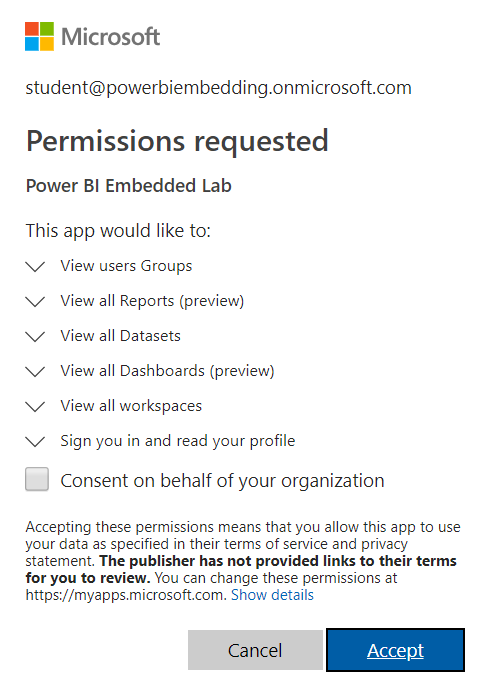 Microsoft
student@powerbiembedding.onmicrosoft.com
Permissions requested
Power BI Embedded Lab
This app would like to:
View users Groups
View all Reports (preview)
View all Datasets
View all Dashboards (preview)
View all workspaces
Sign you in and read your profile
Consent on behalf of your organization
Accepting these permissions means that you allow this app to use
your data as specified in their terms of service and privacy
statement. The publisher has not provided links to their terms
for you to review. You can change these permissions at
https://myapps.microsoft.com. Show details
Cancel
Accept